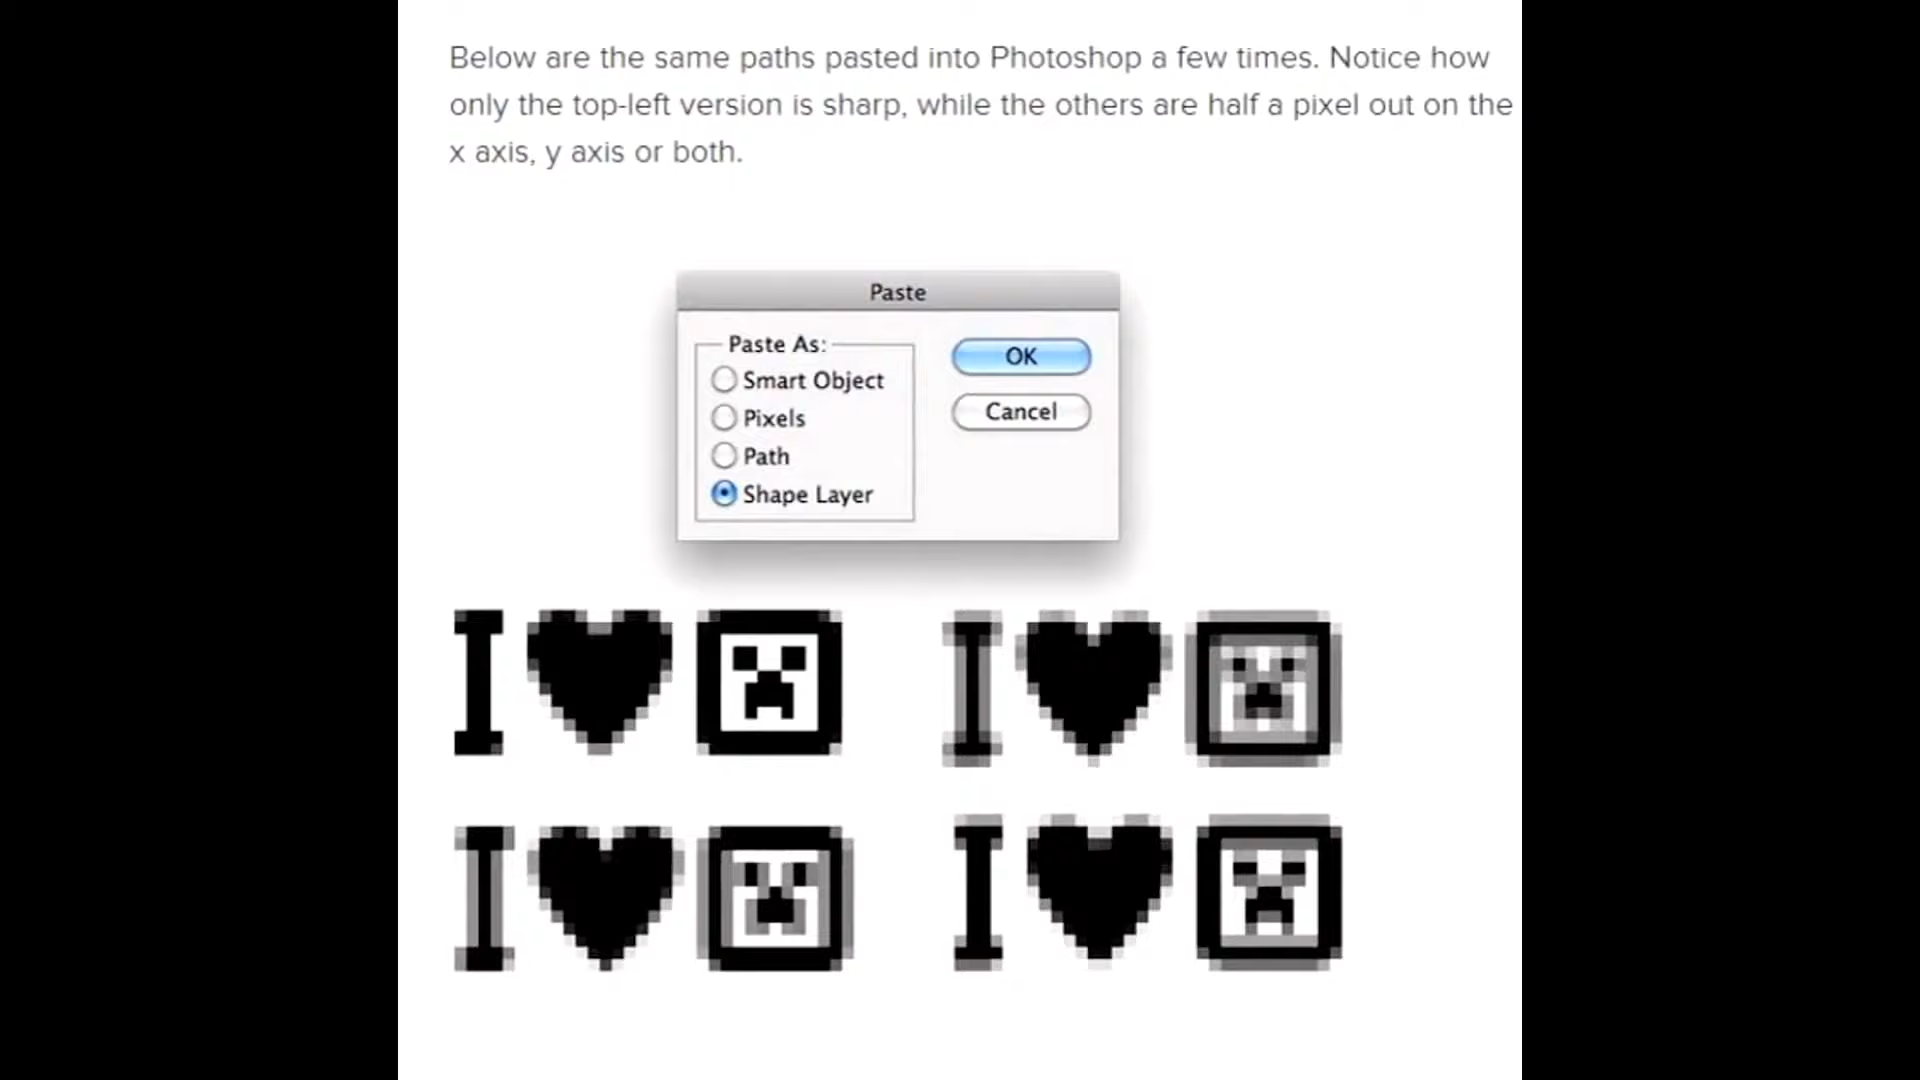 Below are the same paths pasted into Photoshop a few times. Notice how
only the top-left version is sharp, while the others are half a pixel out on the
x axis, y axis or both.
Paste
Paste As:
Smart Object
Pixels
Path
Shape Layer
OK
Cancel
I
I
I
I